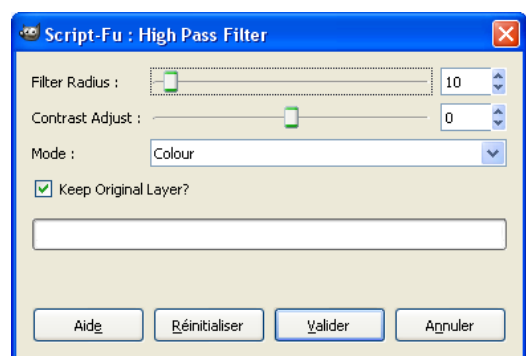 Script-Fu : High Pass Filter
Filter Radius : 10
Contrast Adjust : 0
Mode : Colour
Keep Original Layer?
Aide Réinitialiser Valider Annuler